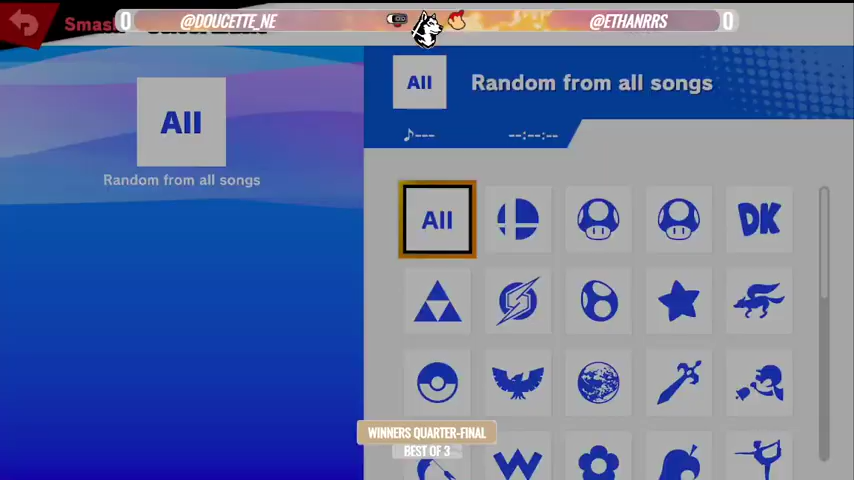 Smas
0 @DOUCETTE_NE @ETHANRRS 0
All
Random from all songs
All
Random from all songs
♪--- --:--:--
All
DK
W
WINNERS QUARTER-FINAL
BEST OF 3